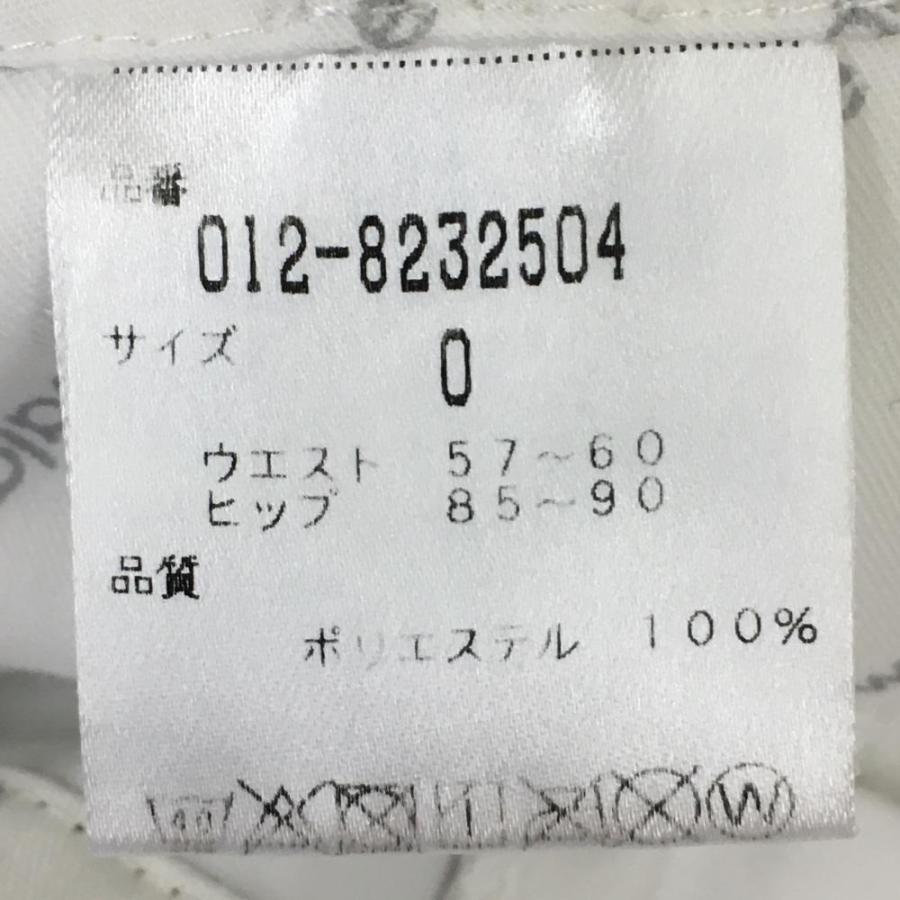 品番
012-8232504
サイズ 0
ウエスト 57~60
ヒップ 85~90
品質
ポリエステル 100%
40
W